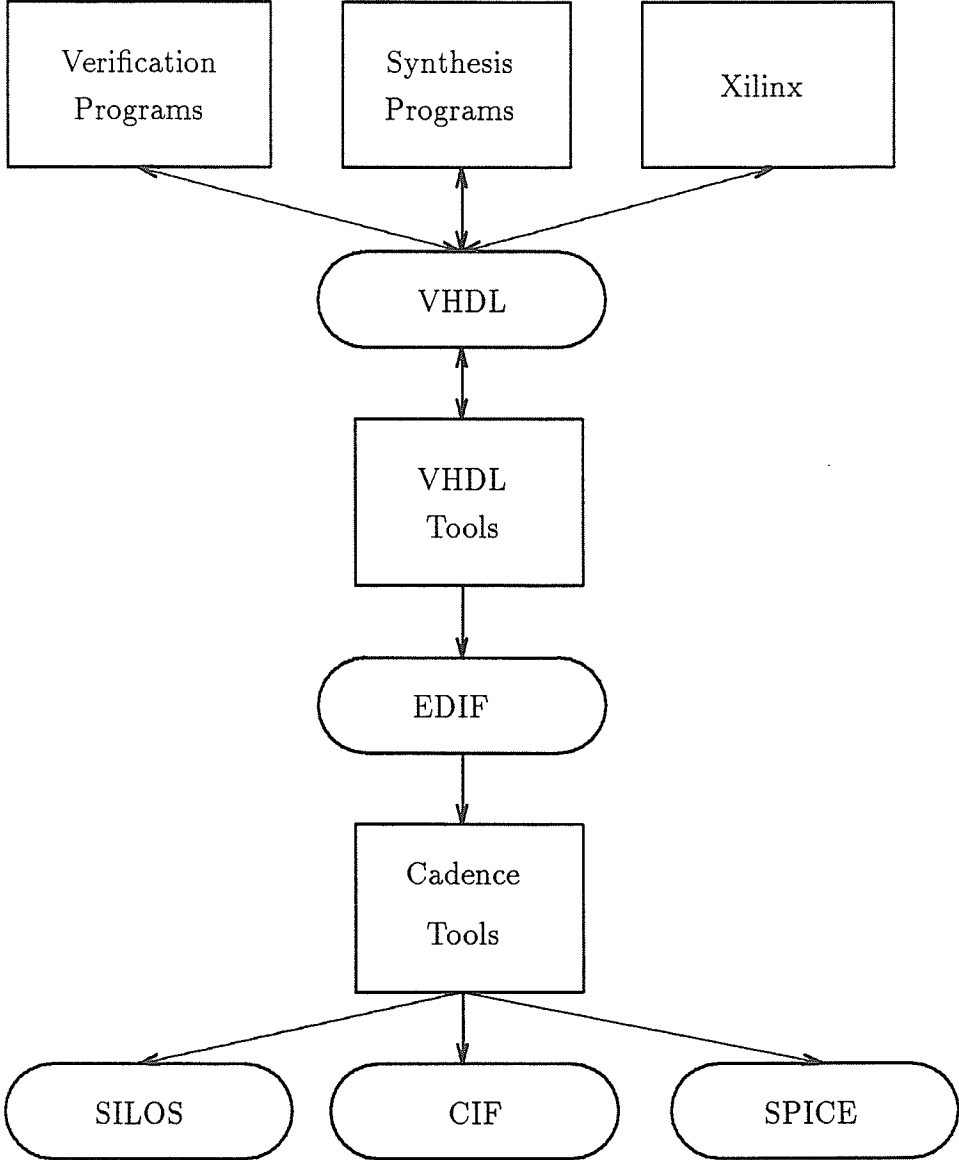 Verification
Programs
Synthesis
Programs
Xilinx
VHDL
VHDL
Tools
EDIF
Cadence
Tools
SILOS
CIF
SPICE